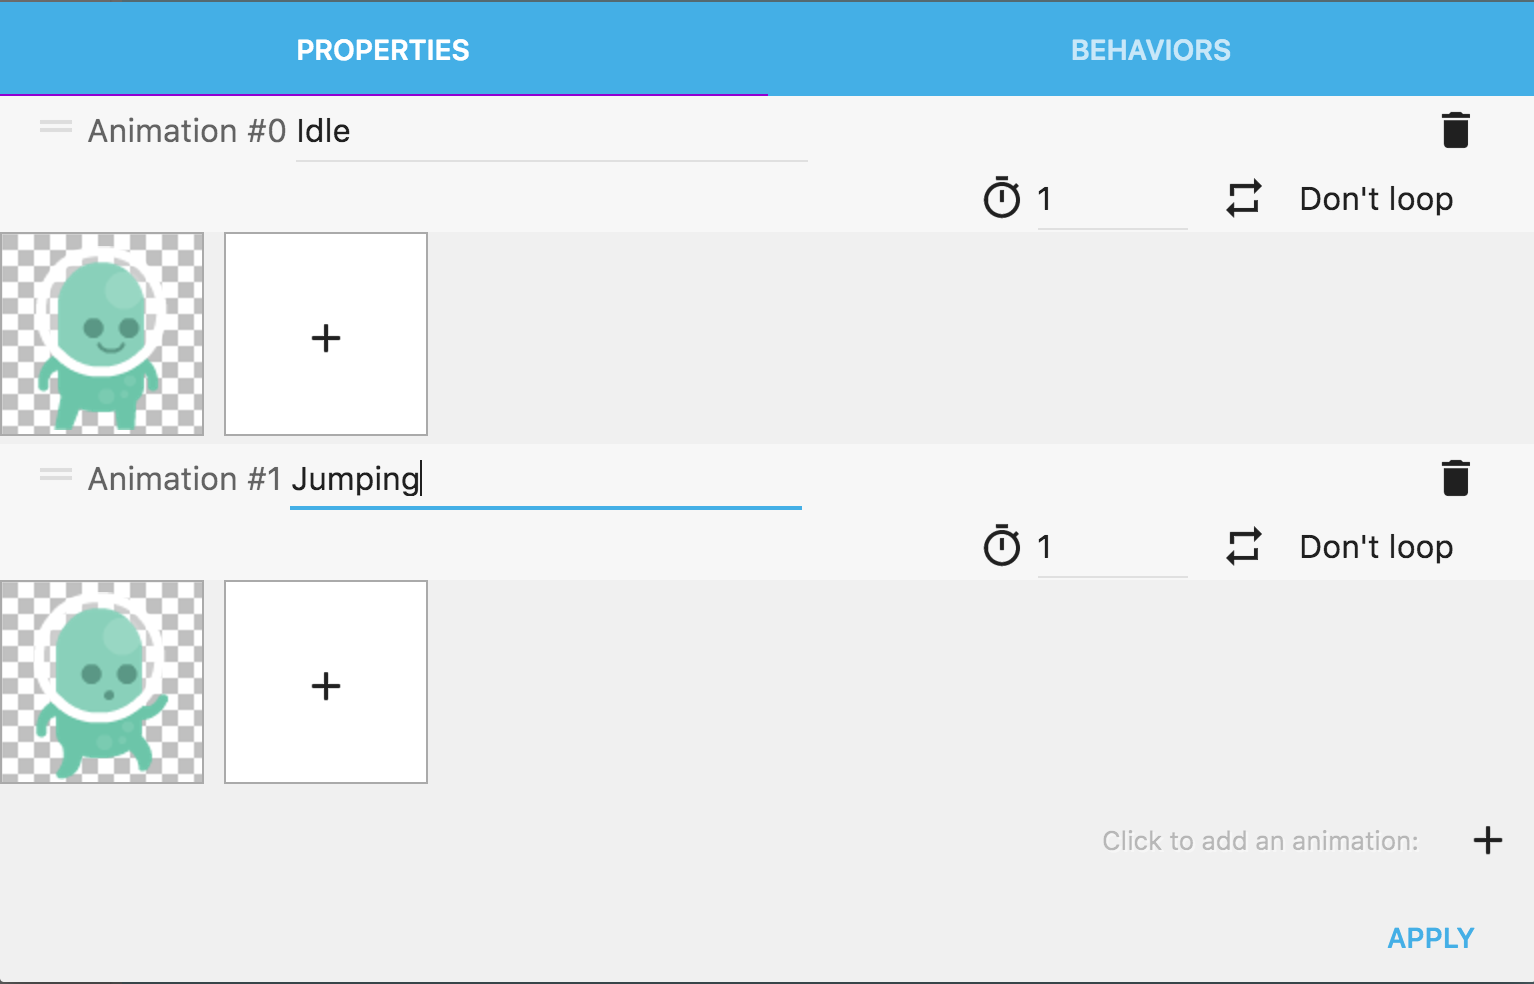 PROPERTIES
BEHAVIORS
Animation #0 Idle
1
Don't loop
Animation #1 Jumping
1
Don't loop
Click to add an animation:
APPLY